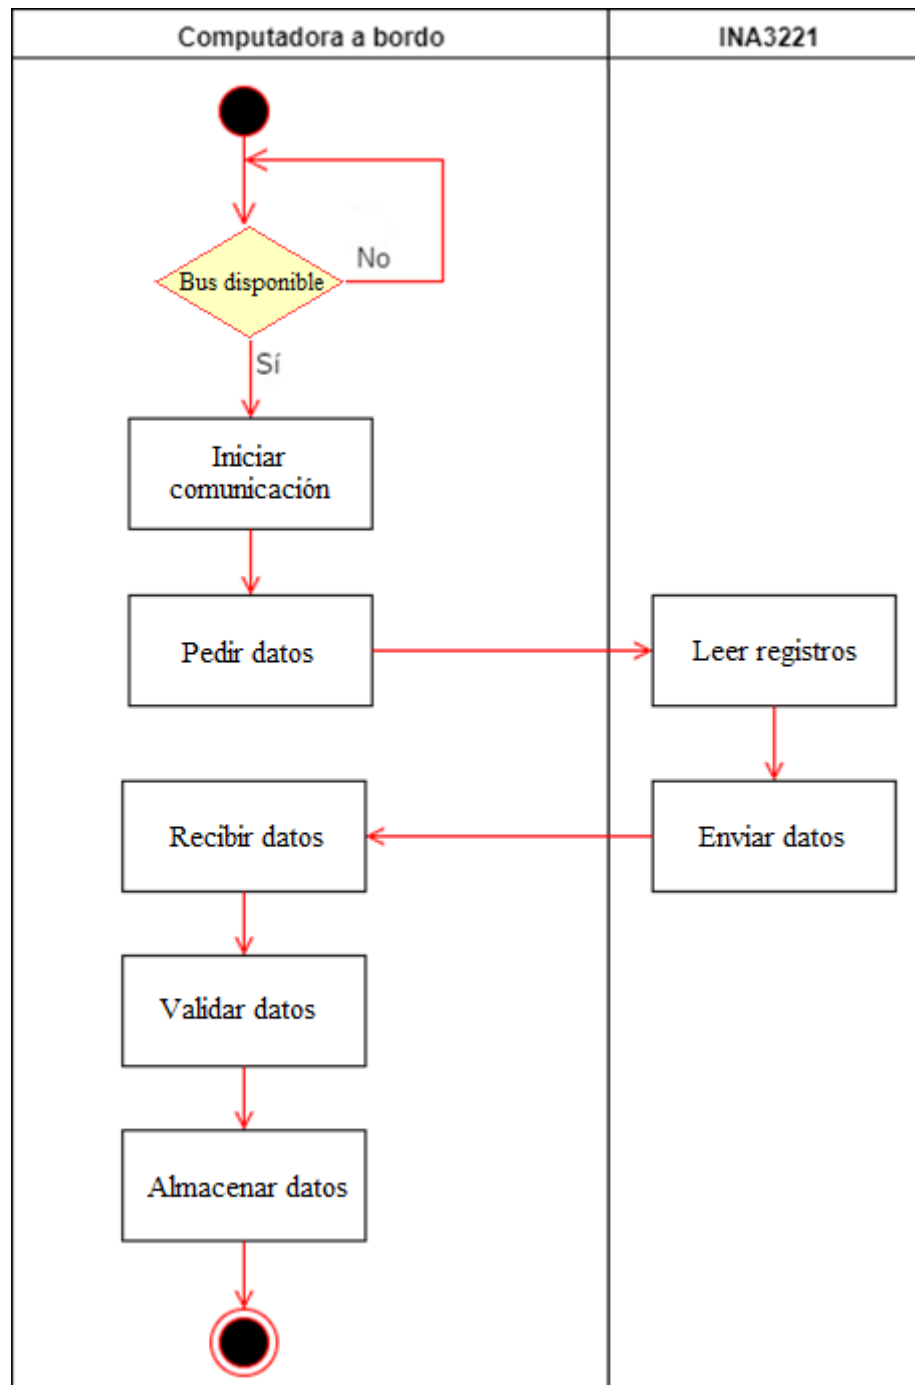 Computadora a bordo
INA3221
Bus disponible
No
Sí
Iniciar
comunicación
Pedir datos
Leer registros
Recibir datos
Enviar datos
Validar datos
Almacenar datos